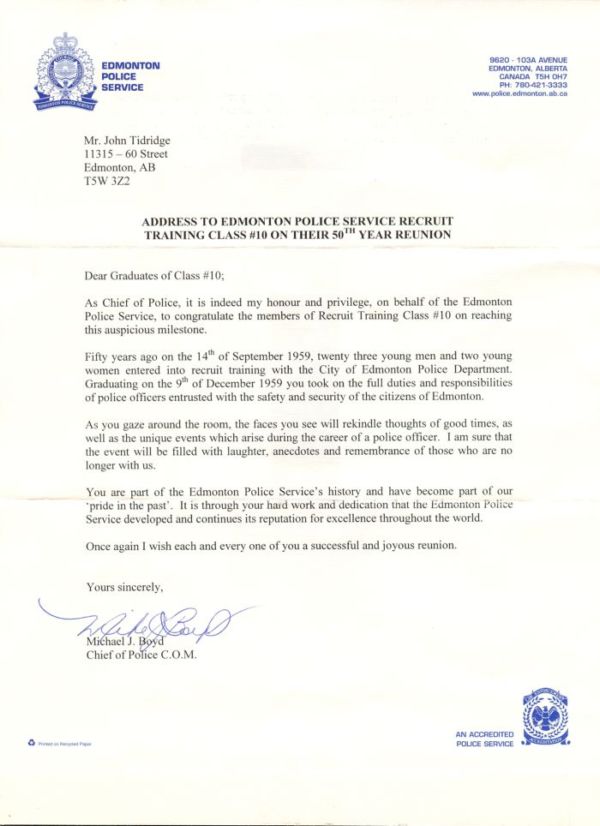 EDMONTON
POLICE
SERVICE
9620 - 103A AVENUE
EDMONTON, ALBERTA
CANADA T5H 0H7
PH: 780-421-3333
www.police.edmonton.ab.ca
EDMONTON POLICE SERVICE
Mr. John Tidridge
11315 – 60 Street
Edmonton, AB
T5W 3Z2
ADDRESS TO EDMONTON POLICE SERVICE RECRUIT
TRAINING CLASS #10 ON THEIR 50TH YEAR REUNION
Dear Graduates of Class #10;
As Chief of Police, it is indeed my honour and privilege, on behalf of the Edmonton
Police Service, to congratulate the members of Recruit Training Class #10 on reaching
this auspicious milestone.
Fifty years ago on the 14th of September 1959, twenty three young men and two young
women entered into recruit training with the City of Edmonton Police Department.
Graduating on the 9th of December 1959 you took on the full duties and responsibilities
of police officers entrusted with the safety and security of the citizens of Edmonton.
As you gaze around the room, the faces you see will rekindle thoughts of good times, as
well as the unique events which arise during the career of a police officer. I am sure that
the event will be filled with laughter, anecdotes and remembrance of those who are no
longer with us.
You are part of the Edmonton Police Service's history and have become part of our
'pride in the past'. It is through your hard work and dedication that the Edmonton Police
Service developed and continues its reputation for excellence throughout the world.
Once again I wish each and every one of you a successful and joyous reunion.
Yours sincerely,
Mike J Boyd
Michael J. Boyd
Chief of Police C.O.M.
AN ACCREDITED
POLICE SERVICE
Printed on Recycled Paper